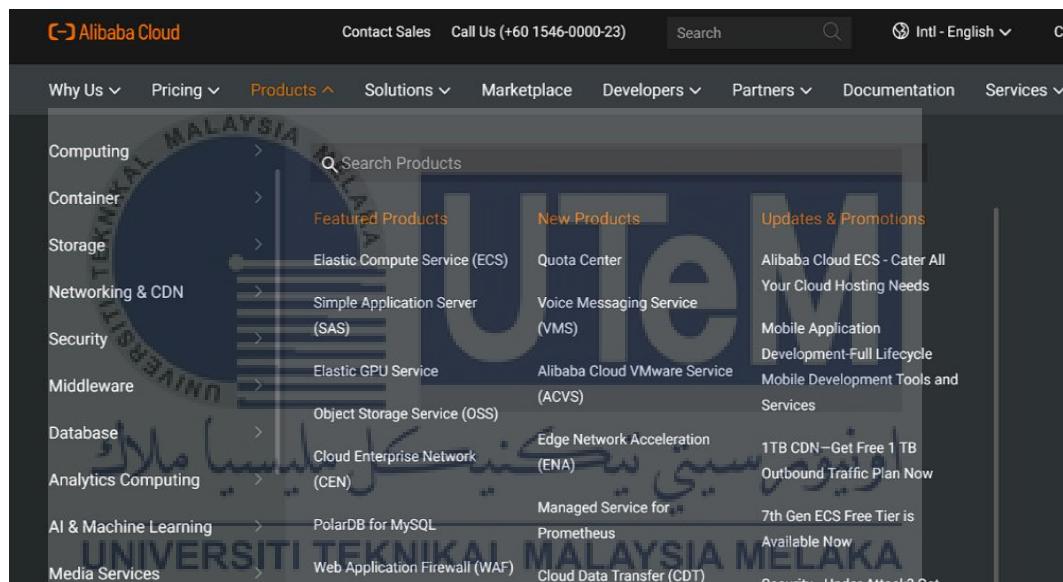 Alibaba Cloud
Contact Sales
Call Us (+60 1546-0000-23)
Search
Intl - English
Why Us
Pricing
Products
Solutions
Marketplace
Developers
Partners
Documentation
Services
Computing
Container
Storage
Networking & CDN
Security
Middleware
Database
Analytics Computing
AI & Machine Learning
Media Services
Search Products
Featured Products
Elastic Compute Service (ECS)
Simple Application Server
(SAS)
Elastic GPU Service
Object Storage Service (OSS)
Cloud Enterprise Network
(CEN)
PolarDB for MySQL
Web Application Firewall (WAF)
New Products
Quota Center
Voice Messaging Service
(VMS)
Alibaba Cloud VMware Service
(ACVS)
Edge Network Acceleration
(ENA)
Managed Service for
Prometheus
Cloud Data Transfer (CDT)
Updates & Promotions
Alibaba Cloud ECS - Cater All
Your Cloud Hosting Needs
Mobile Application
Development-Full Lifecycle
Mobile Development Tools and
Services
1TB CDN—Get Free 1 TB
Outbound Traffic Plan Now
7th Gen ECS Free Tier is
Available Now
UNIVERSITI TEKNIKAL MALAYSIA MELAKA
UTeM
اونيۏرسيتي تيكنيكل مليسيا ملاك
UNIVERSITI TEKNIKAL MALAYSIA MELAKA